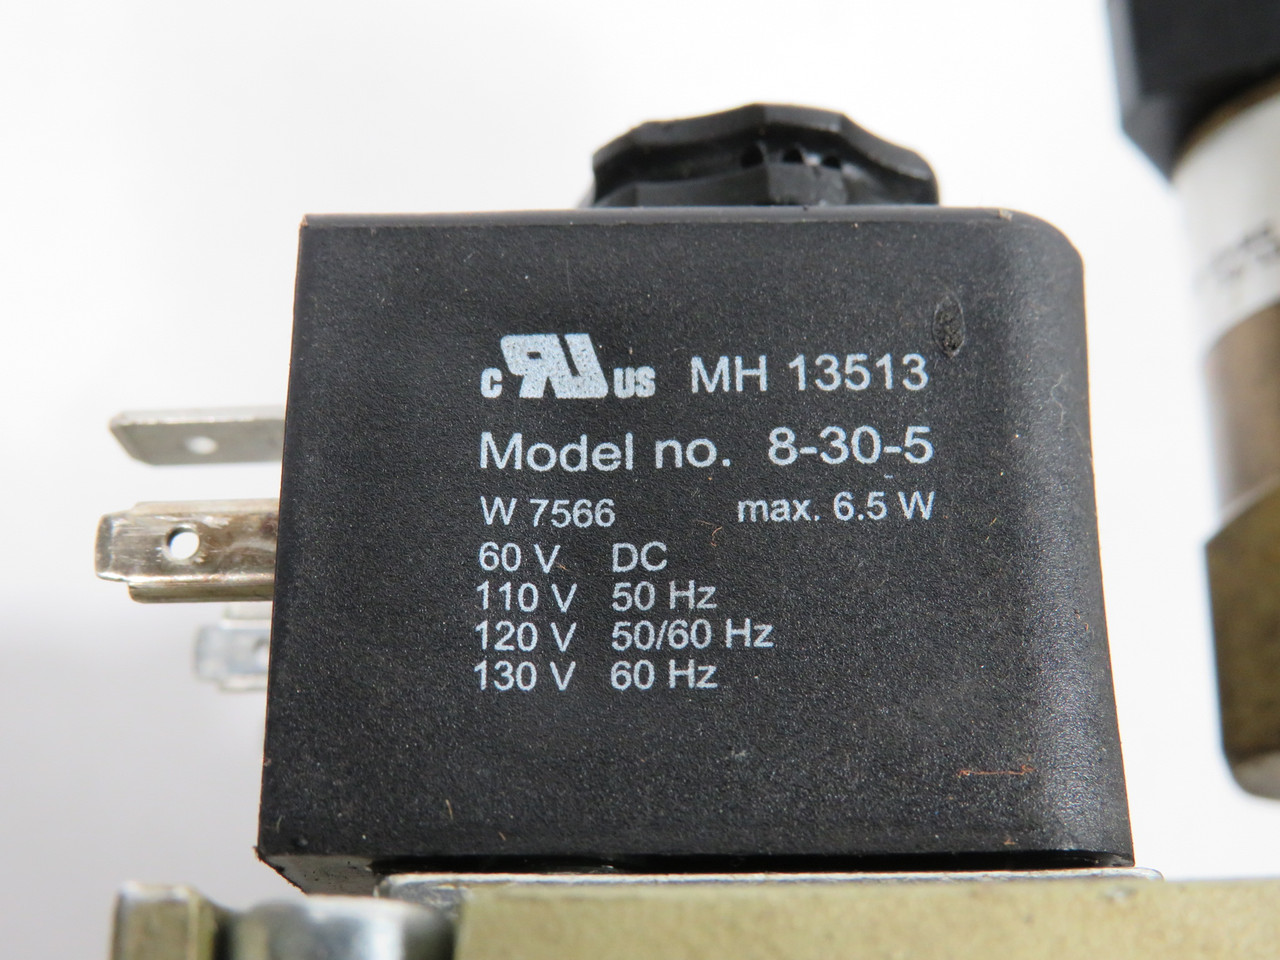 c RU US MH 13513
Model no. 8-30-5
W 7566 max. 6.5 W
60 V DC
110 V 50 Hz
120 V 50/60 Hz
130 V 60 Hz